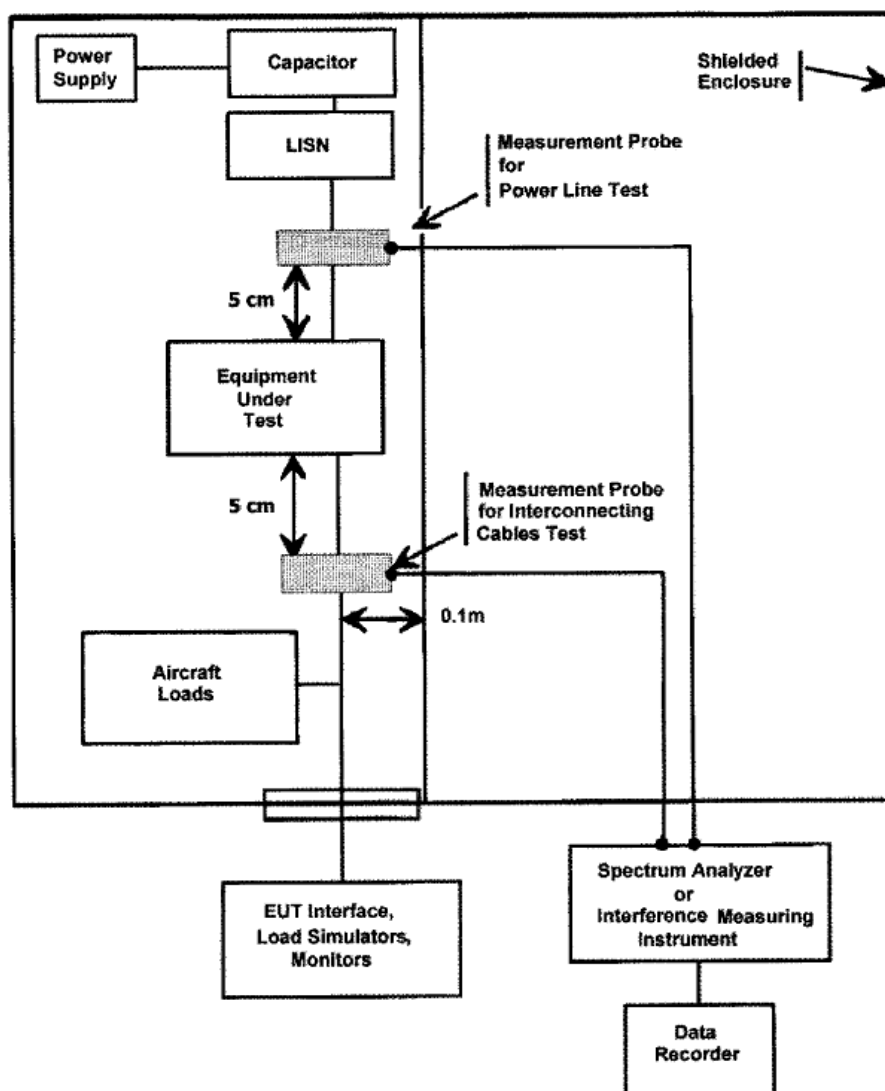 Power
Supply
Capacitor
Shielded
Enclosure
LISN
Measurement Probe
for
Power Line Test
5 cm
Equipment
Under
Test
5 cm
Measurement Probe
for Interconnecting
Cables Test
0.1m
Aircraft
Loads
EUT Interface,
Load Simulators,
Monitors
Spectrum Analyzer
or
Interference Measuring
Instrument
Data
Recorder